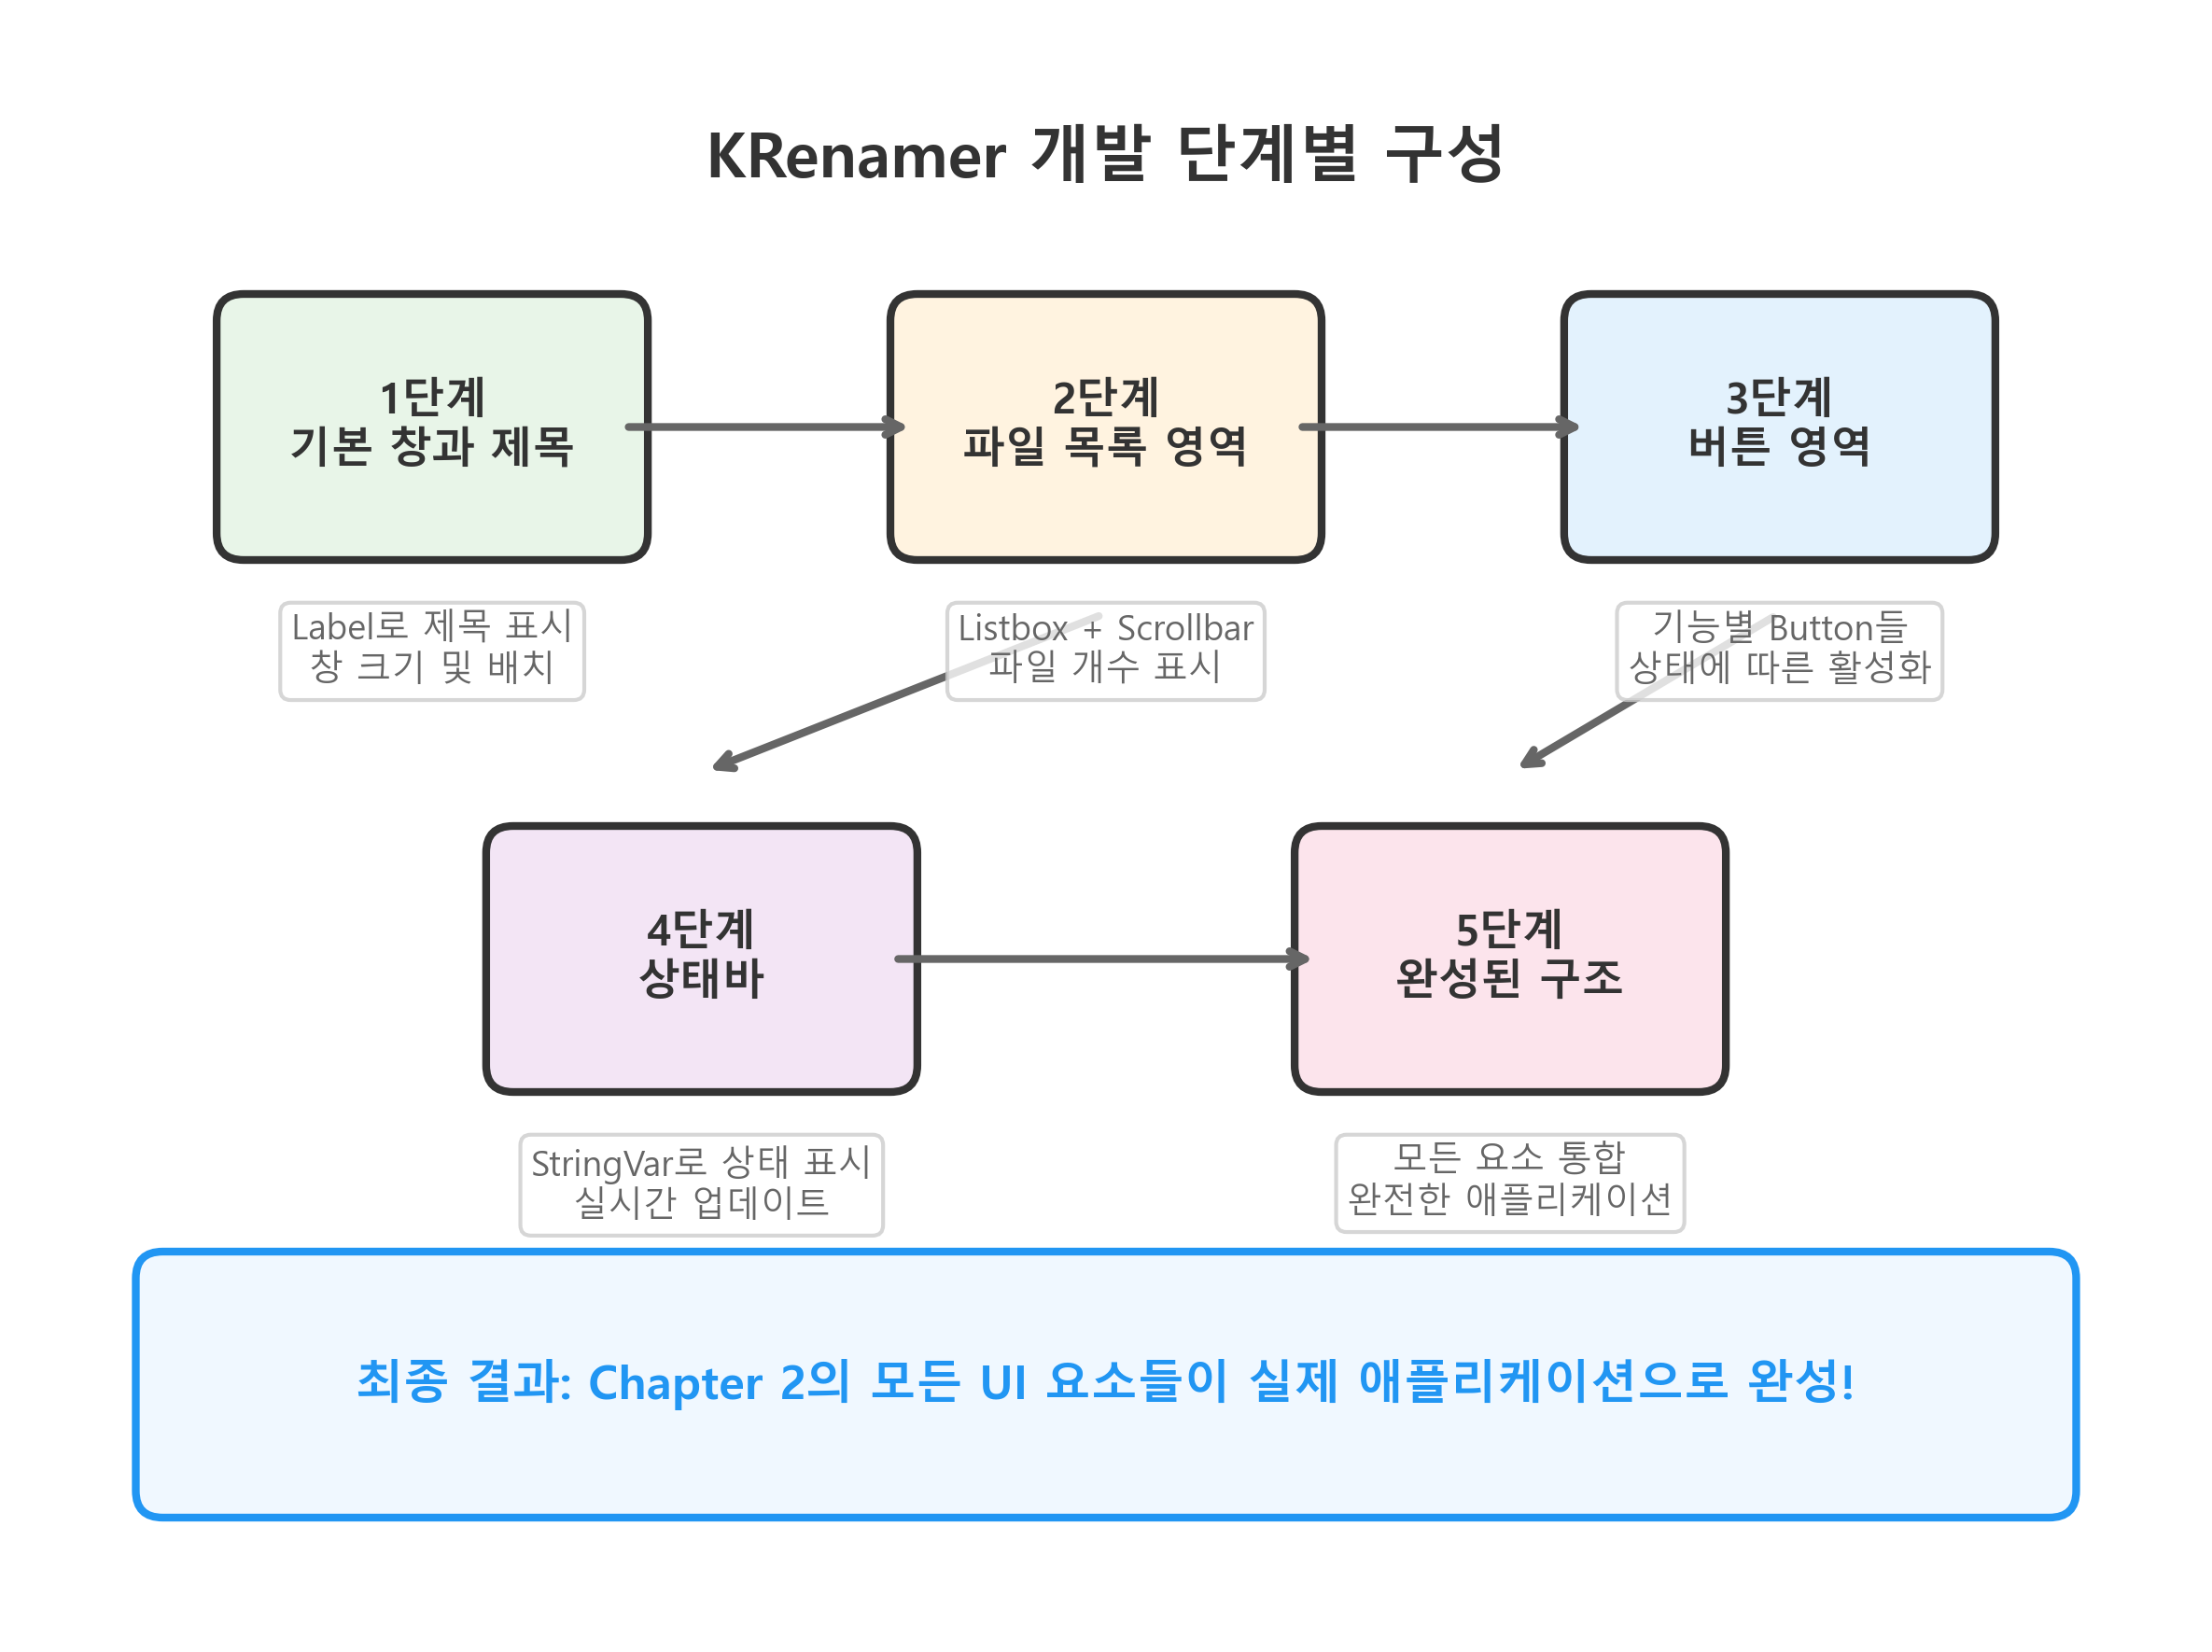 KRenamer 개발 단계별 구성
1단계
기본 창과 제목
2단계
파일 목록 영역
3단계
버튼 영역
Label로 제목 표시
창 크기 및 배치
Listbox + Scrollbar
파일 개수 표시
기능별 Button들
상태에 따른 활성화
4단계
상태바
5단계
완성된 구조
StringVar로 상태 표시
실시간 업데이트
모든 요소 통합
완전한 애플리케이션
최종 결과: Chapter 2의 모든 UI 요소들이 실제 애플리케이션으로 완성!